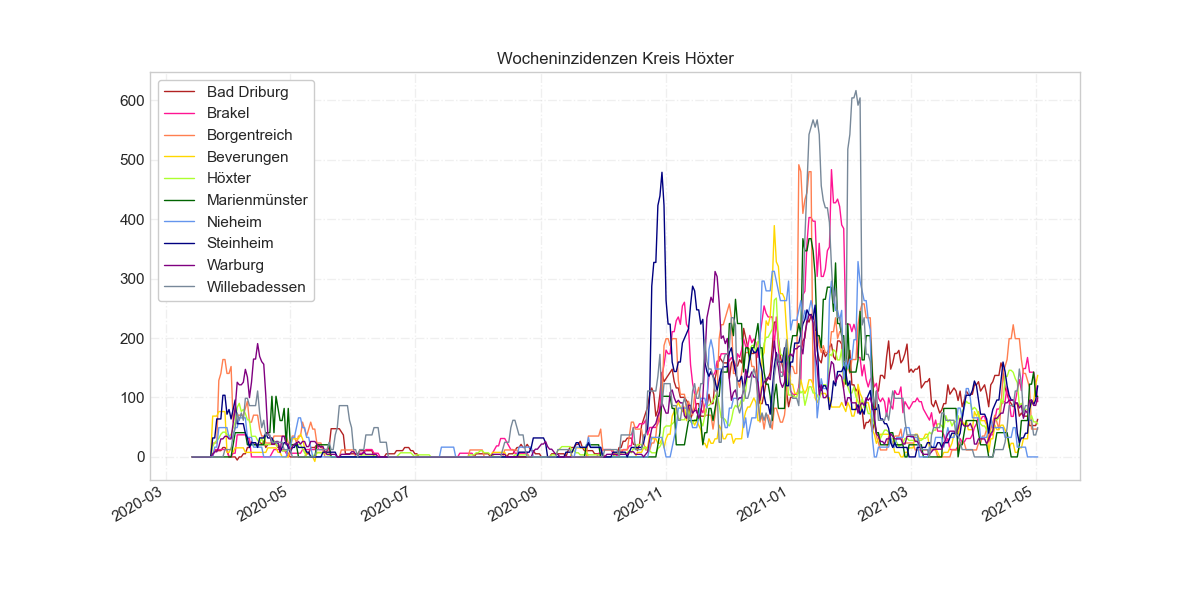 Wocheninzidenzen Kreis Höxter
600
500
400
300
200
100
0
Bad Driburg
Brakel
Borgentreich
Beverungen
Höxter
Marienmünster
Nieheim
Steinheim
Warburg
Willebadessen
2020-03
2020-05
2020-07
2020-09
2020-11
2021-01
2021-03
2021-05